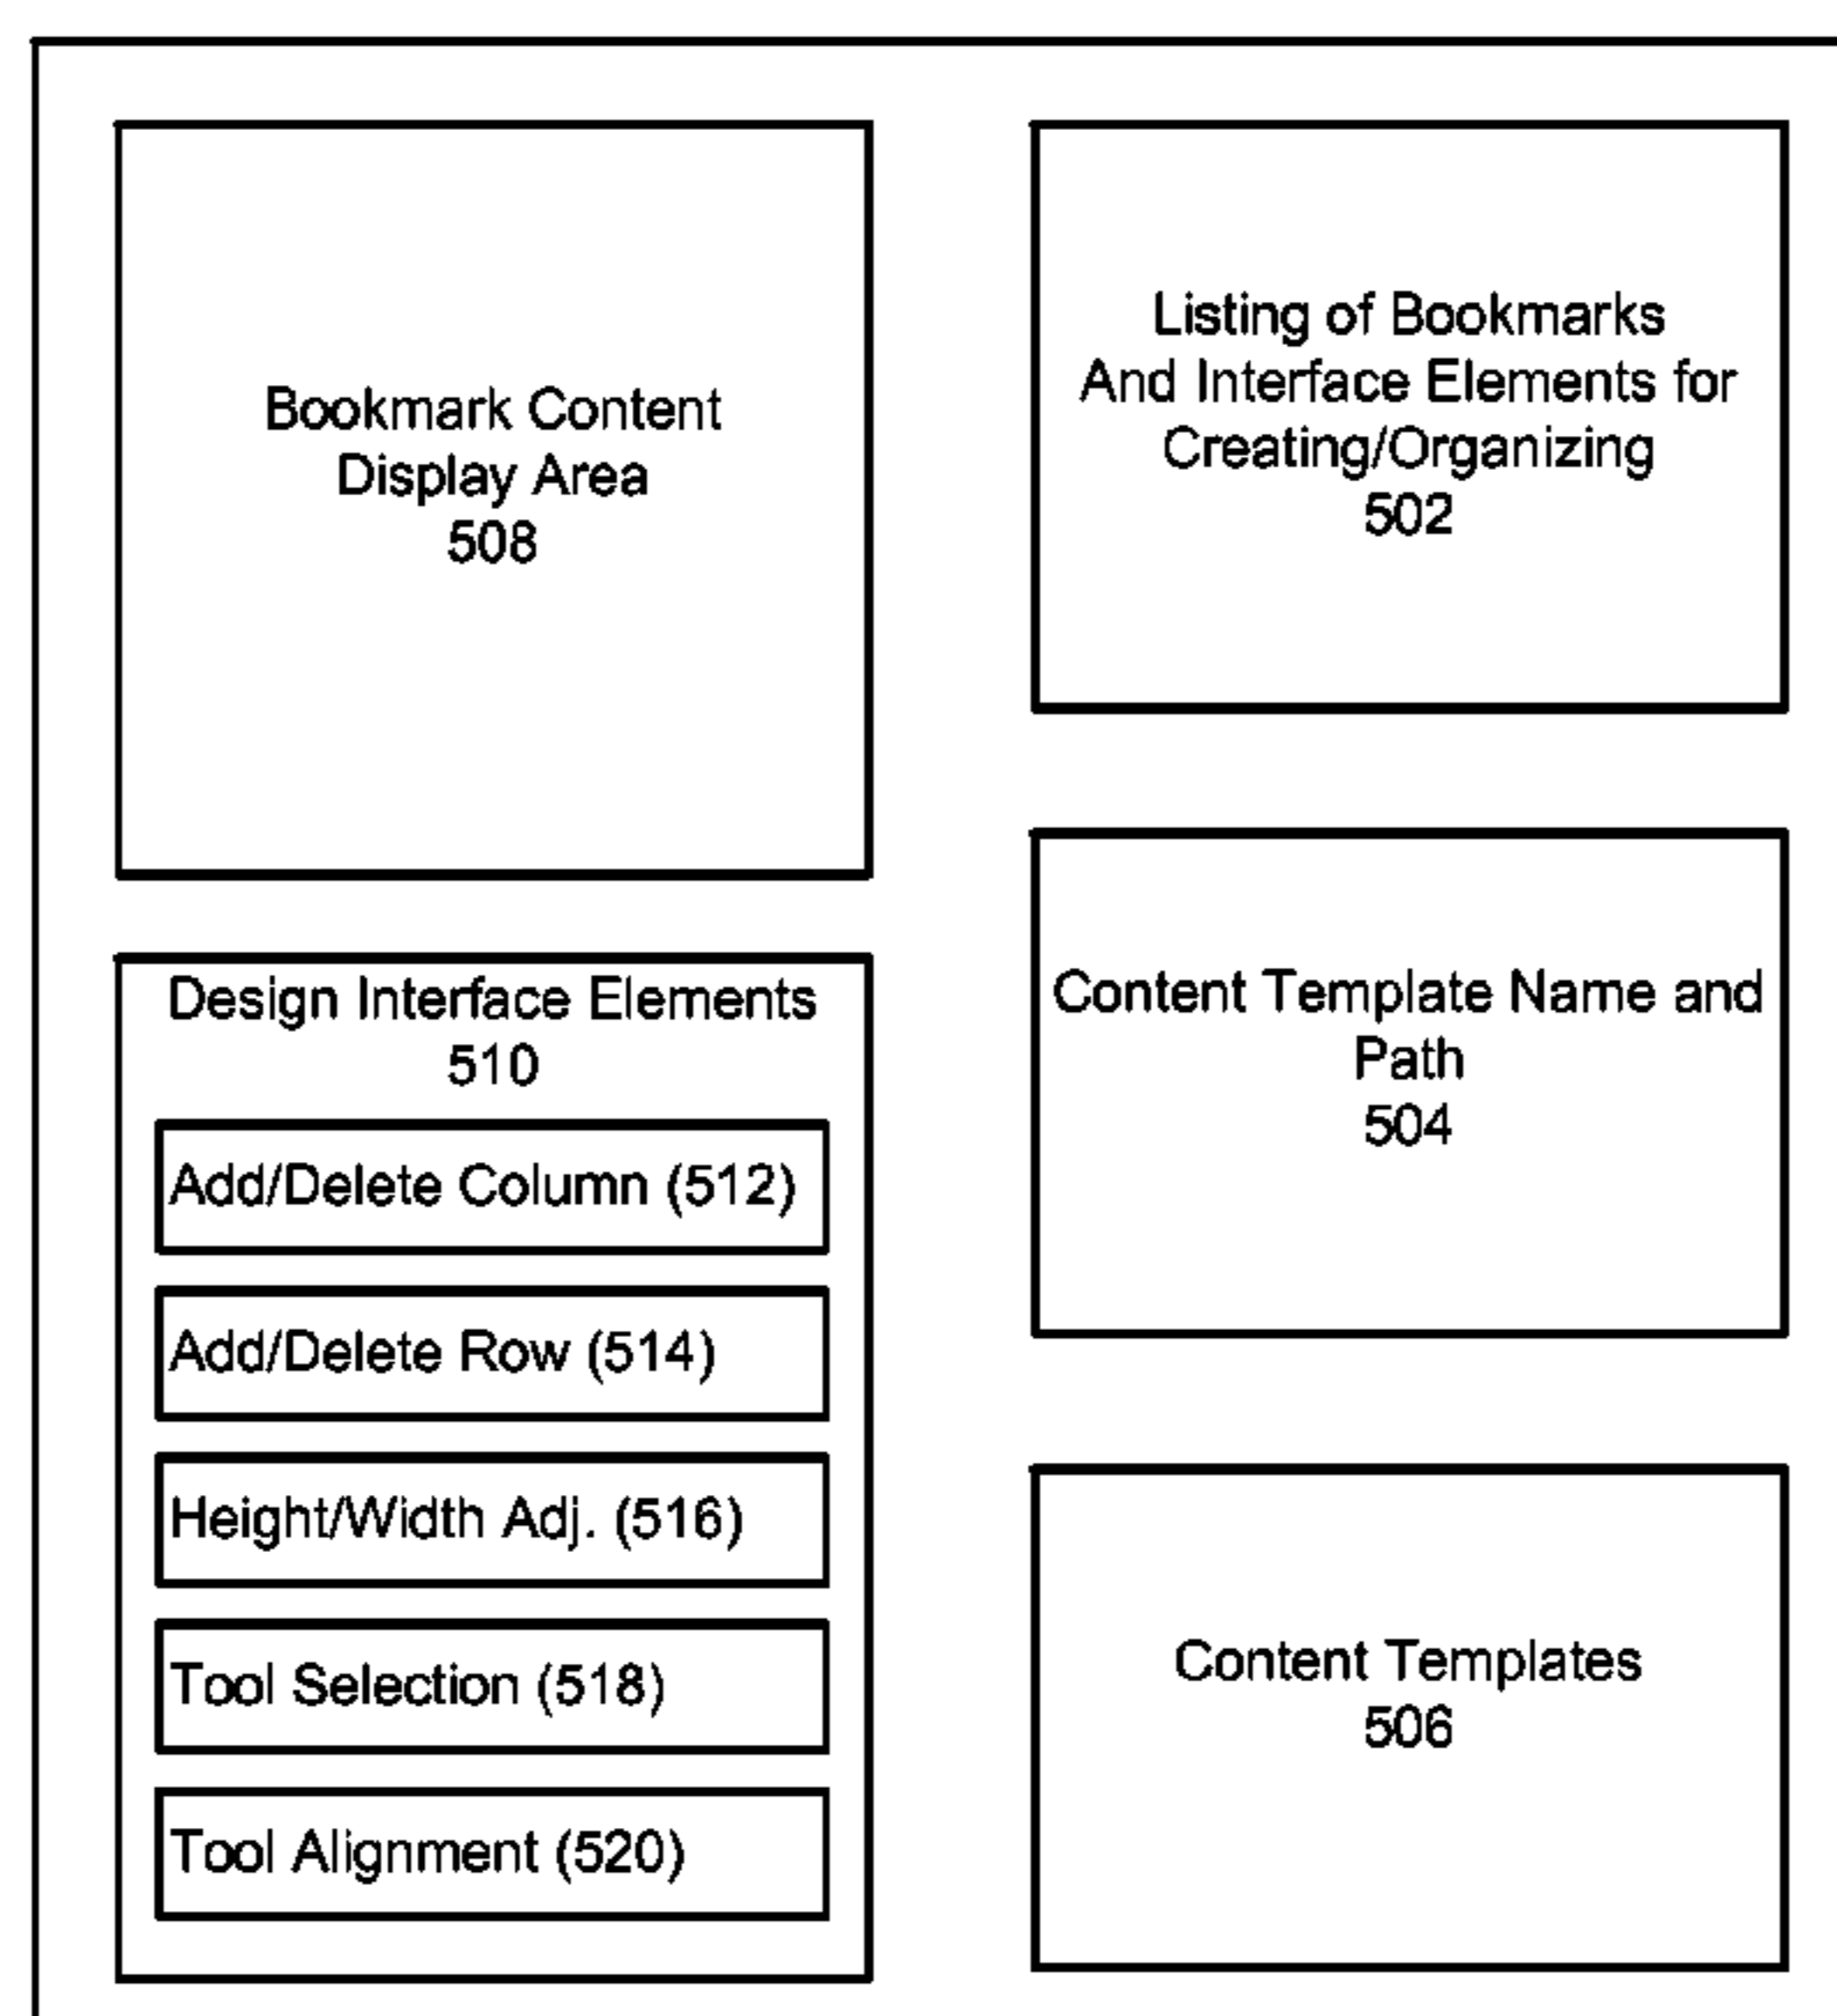 Bookmark Content
Display Area
508
Listing of Bookmarks
And Interface Elements for
Creating/Organizing
502
Design Interface Elements
510
Add/Delete Column (512)
Add/Delete Row (514)
Height/Width Adj. (516)
Tool Selection (518)
Tool Alignment (520)
Content Template Name and
Path
504
Content Templates
506